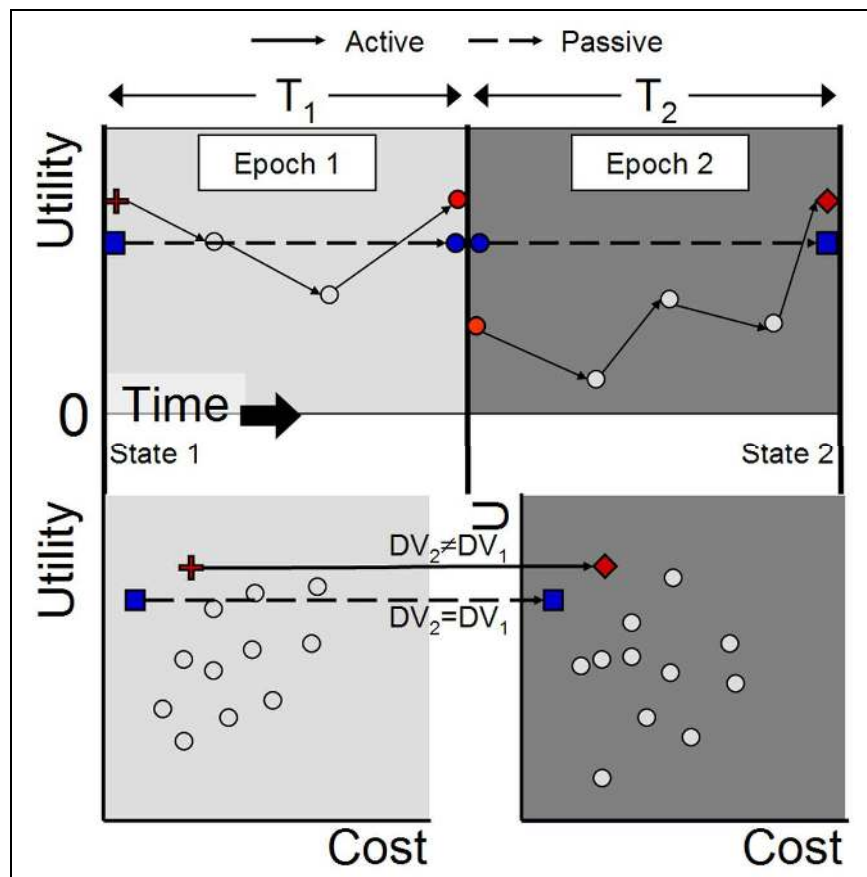 Active Passive
T₁ T₂
Epoch 1 Epoch 2
Utility
0
Time
State 1 State 2
Utility
U
DV₂≠DV₁
DV₂=DV₁
Cost Cost